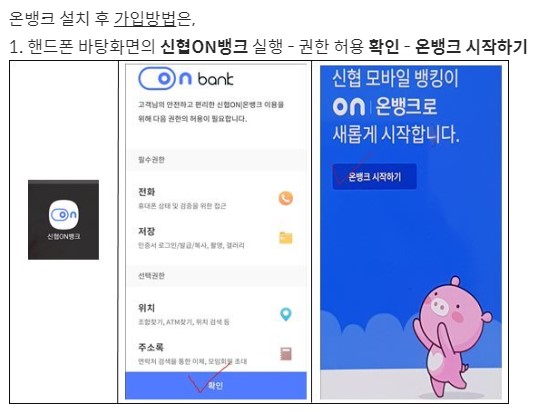 온뱅크 설치 후 가입방법은,
1. 핸드폰 바탕화면의 신협ON뱅크 실행 - 권한 허용 확인 - 온뱅크 시작하기
신협ON뱅크
on bank
고객님의 안전하고 편리한 신협ON|온뱅크 이용을
위해 다음 권한의 허용이 필요합니다.
필수권한
전화
휴대폰 상태 및 검증을 위한 접근
저장
인증서 로그인/발급/복사, 촬영, 갤러리
선택권한
위치
조합찾기, ATM찾기, 위치 검색 등
주소록
연락처 검색을 통한 이체, 모임회원 초대
확인
신협 모바일 뱅킹이
on | 온뱅크로
새롭게 시작합니다.
온뱅크 시작하기